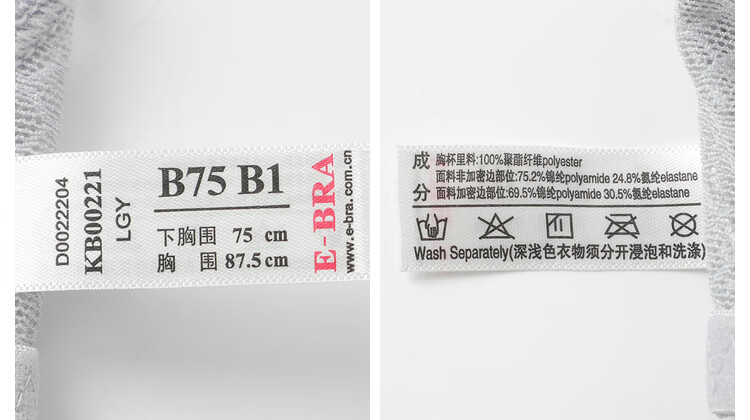 D0022204
KB00221
LGY
B75 B1
下胸围 75 cm
胸 围 87.5 cm
E-BRA
www.e-bra.com.cn
成 胸杯里料:100%聚酯纤维polyester
面料非加密边部位:75.2%锦纶polyamide 24.8%氨纶elastane
分 面料加密边部位:69.5%锦纶polyamide 30.5%氨纶elastane
Wash Separately(深浅色衣物须分开浸泡和洗涤)